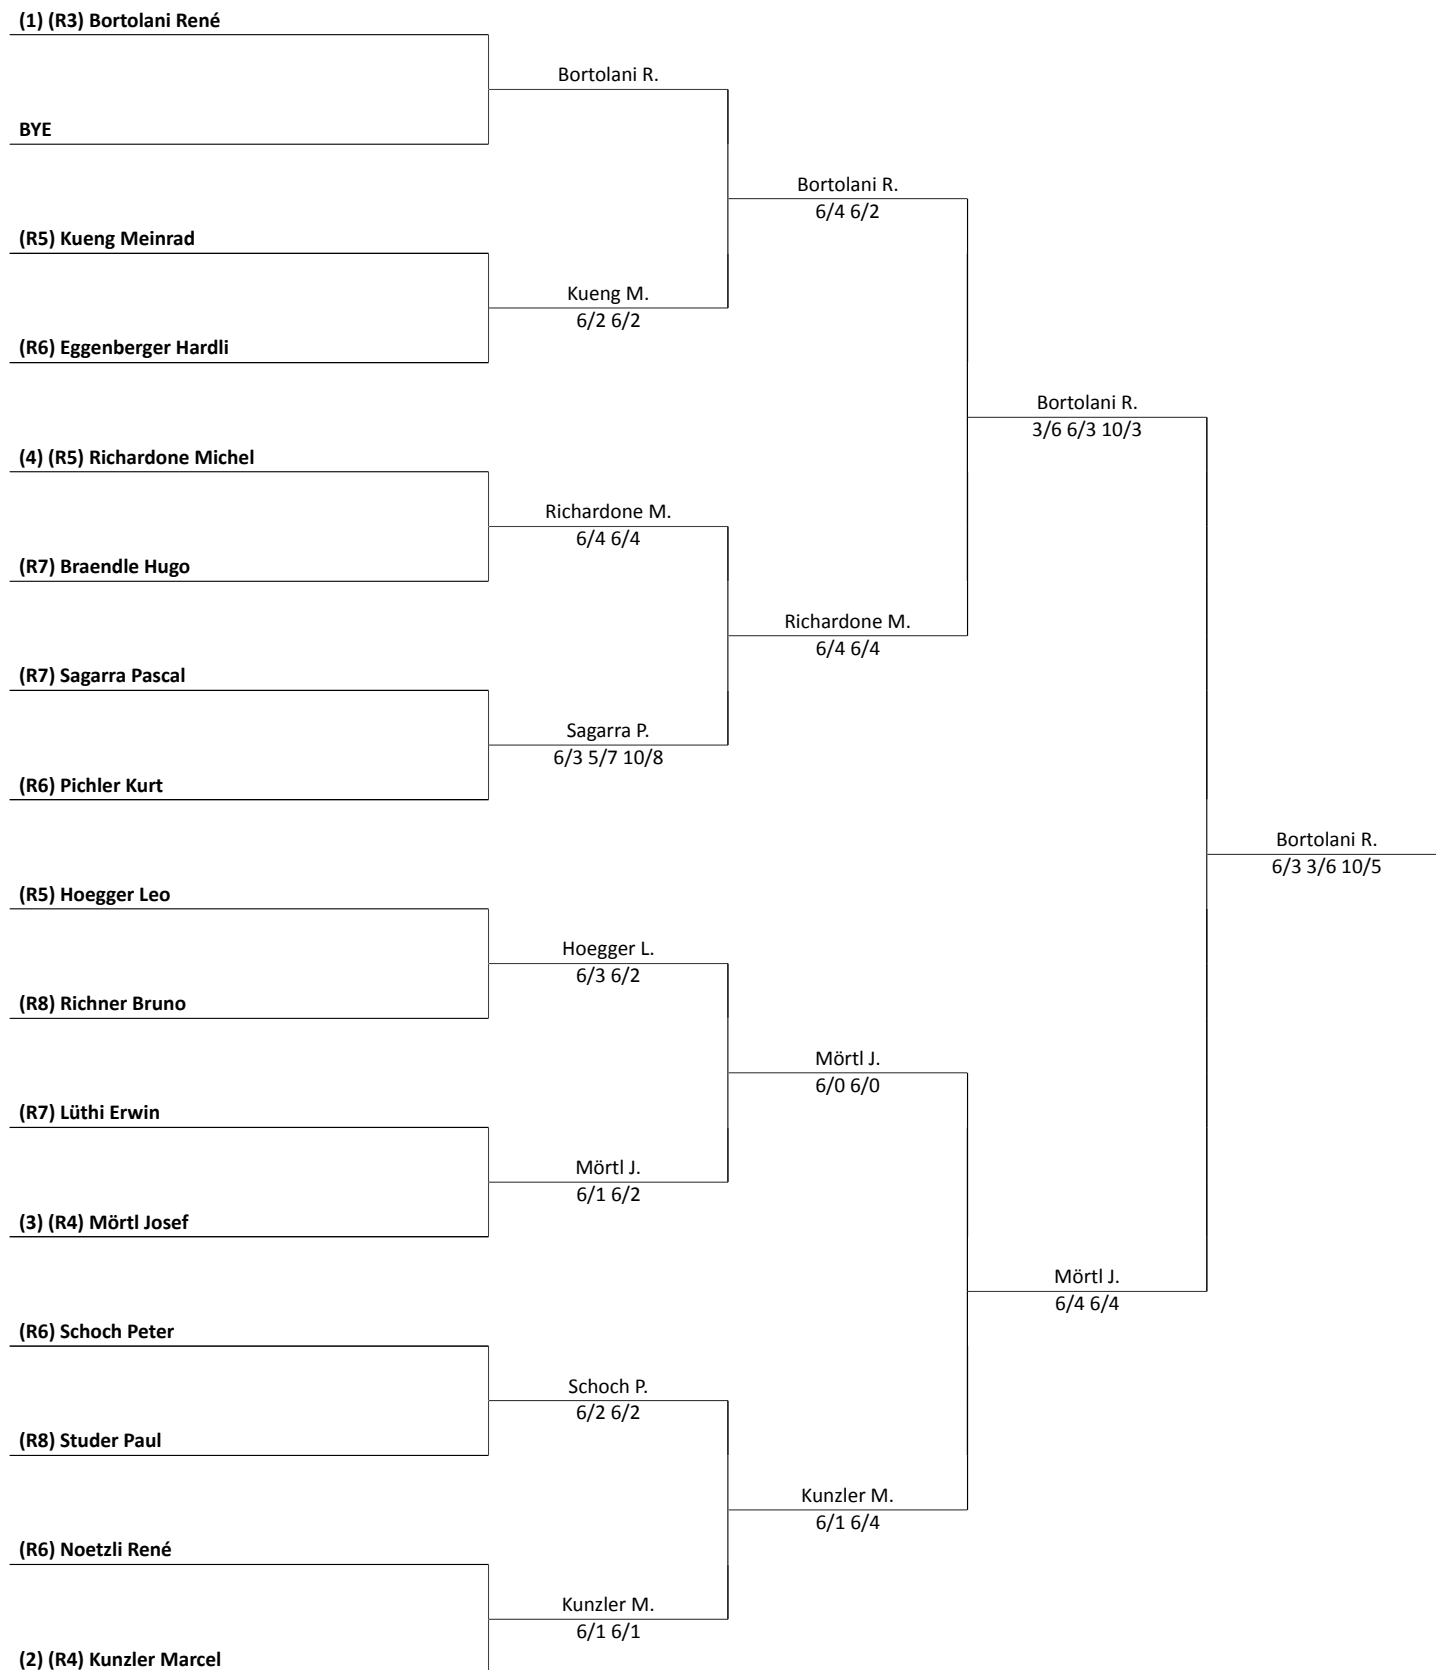 (1) (R3) Bortolani René
Bortolani R.
BYE
Bortolani R.
6/4 6/2
(R5) Kueng Meinrad
Kueng M.
6/2 6/2
(R6) Eggenberger Hardli
Bortolani R.
3/6 6/3 10/3
(4) (R5) Richardone Michel
Richardone M.
6/4 6/4
(R7) Braendle Hugo
Richardone M.
6/4 6/4
(R7) Sagarra Pascal
Sagarra P.
6/3 5/7 10/8
(R6) Pichler Kurt
Bortolani R.
6/3 3/6 10/5
(R5) Hoegger Leo
Hoegger L.
6/3 6/2
(R8) Richner Bruno
Mörtl J.
6/0 6/0
(R7) Lüthi Erwin
Mörtl J.
6/1 6/2
(3) (R4) Mörtl Josef
Mörtl J.
6/4 6/4
(R6) Schoch Peter
Schoch P.
6/2 6/2
(R8) Studer Paul
Kunzler M.
6/1 6/4
(R6) Noetzli René
Kunzler M.
6/1 6/1
(2) (R4) Kunzler Marcel